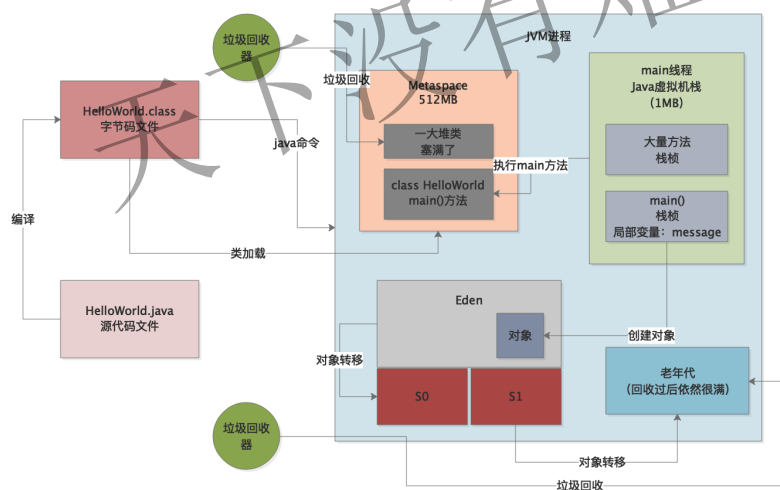 天下没有
垃圾回收
器
JVM进程
垃圾回收
Metaspace
512MB
main线程
Java虚拟机栈
(1MB)
HelloWorld.class
字节码文件
一大堆类
塞满了
大量方法
栈桢
java命令
执行main方法
class HelloWorld
main()方法
main()
栈桢
局部变量：message
编译
类加载
HelloWorld.java
源代码文件
Eden
对象
创建对象
对象转移
老年代
（回收过后依然很满）
S0
S1
垃圾回收
器
对象转移
垃圾回收